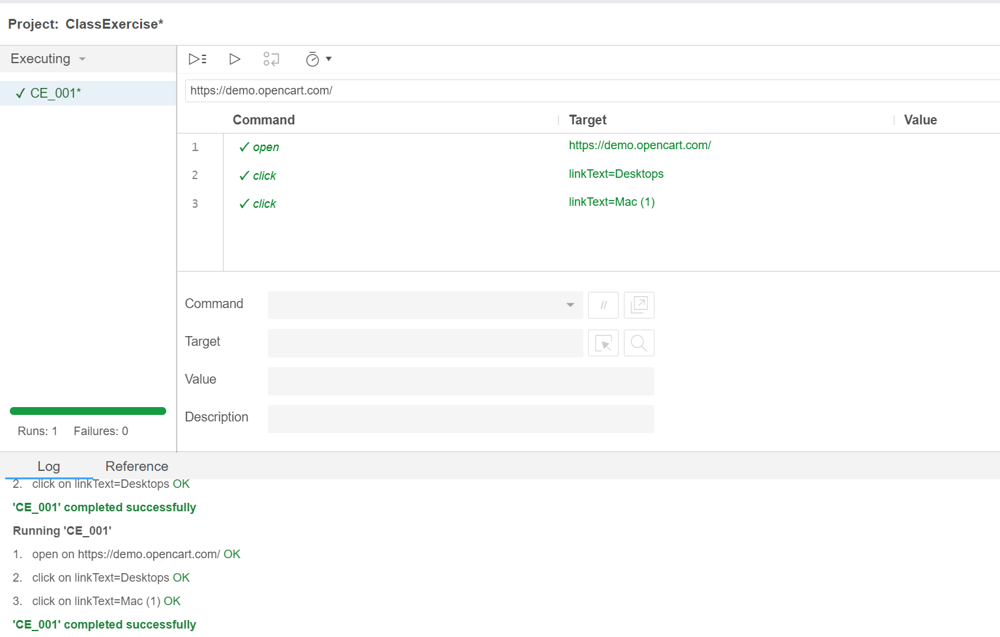 Project: ClassExercise*
Executing
✓ CE_001*
https://demo.opencart.com/
Command Target Value
1 ✓ open https://demo.opencart.com/
2 ✓ click linkText=Desktops
3 ✓ click linkText=Mac (1)
Command //
Target
Value
Description
Runs: 1 Failures: 0
Log Reference
2. click on linkText=Desktops OK
'CE_001' completed successfully
Running 'CE_001'
1. open on https://demo.opencart.com/ OK
2. click on linkText=Desktops OK
3. click on linkText=Mac (1) OK
'CE_001' completed successfully